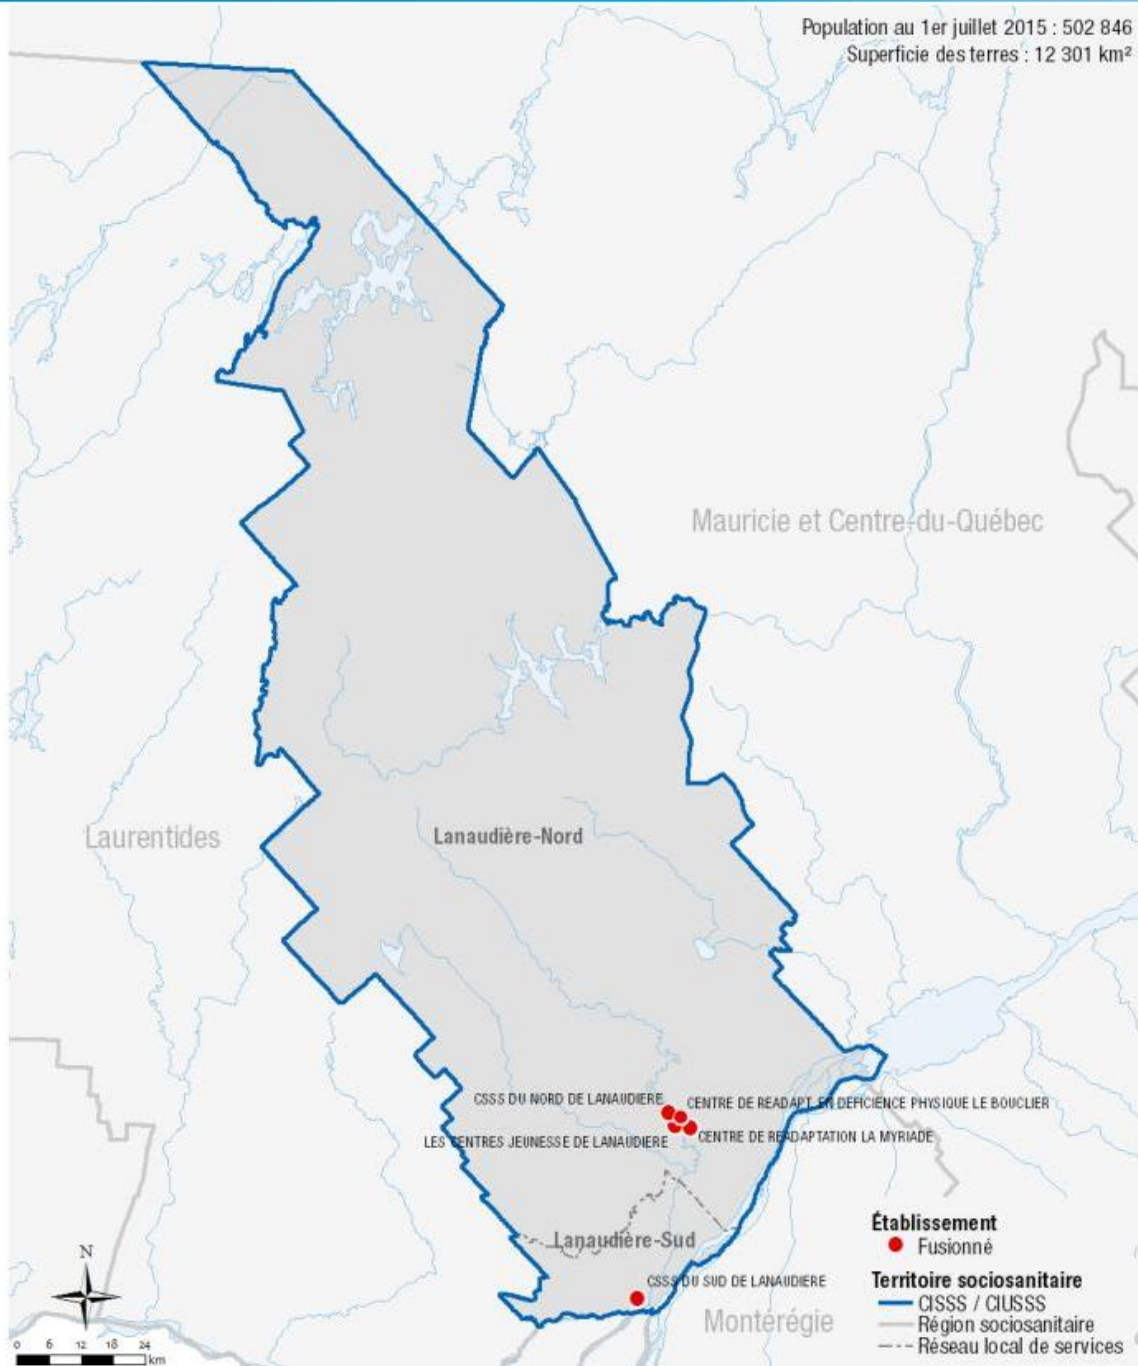 Population au 1er juillet 2015 : 502 846
Superficie des terres : 12 301 km²
Mauricie et Centre-du-Québec
Laurentides
Lanaudière-Nord
CSSS DU NORD DE LANAUDIERE
CENTRE DE READAPT. EN DEFICIENCE PHYSIQUE LE BOUCLIER
LES CENTRES JEUNESSE DE LANAUDIERE
CENTRE DE READAPTATION LA MYRIADE
Lanaudière-Sud
CSSS DU SUD DE LANAUDIERE
Montérégie
Établissement
Fusionné
Territoire sociosanitaire
CISSS / CIUSSS
Région sociosanitaire
Réseau local de services
N
0 6 12 18 24
km